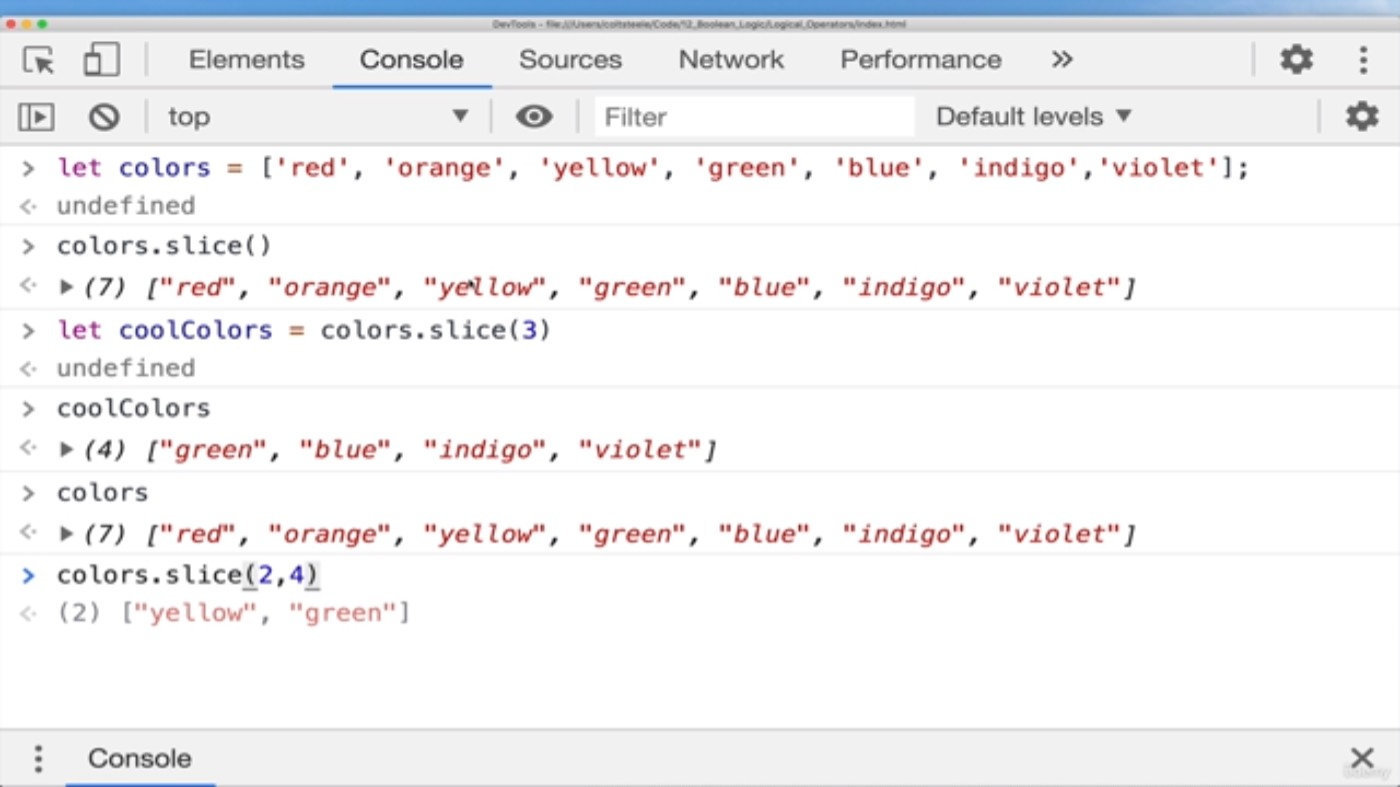 DevTools - file:///Users/coltsteele/Code/12_Boolean_Logic/Logical_Operators/index.html
Elements Console Sources Network Performance »
top ▼ Filter Default levels ▼
> let colors = ['red', 'orange', 'yellow', 'green', 'blue', 'indigo','violet'];
<· undefined
> colors.slice()
<· ▶ (7) ["red", "orange", "yellow", "green", "blue", "indigo", "violet"]
> let coolColors = colors.slice(3)
<· undefined
> coolColors
<· ▶ (4) ["green", "blue", "indigo", "violet"]
> colors
<· ▶ (7) ["red", "orange", "yellow", "green", "blue", "indigo", "violet"]
> colors.slice(2,4)
<· (2) ["yellow", "green"]
Console
Udemy